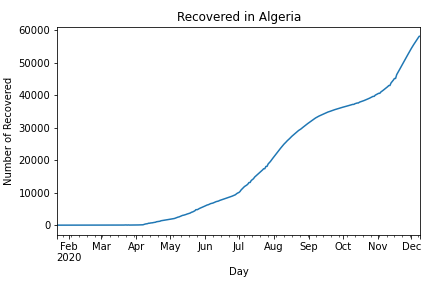 Recovered in Algeria
60000
50000
40000
30000
20000
10000
0
Number of Recovered
Feb Mar Apr May Jun Jul Aug Sep Oct Nov Dec
2020
Day